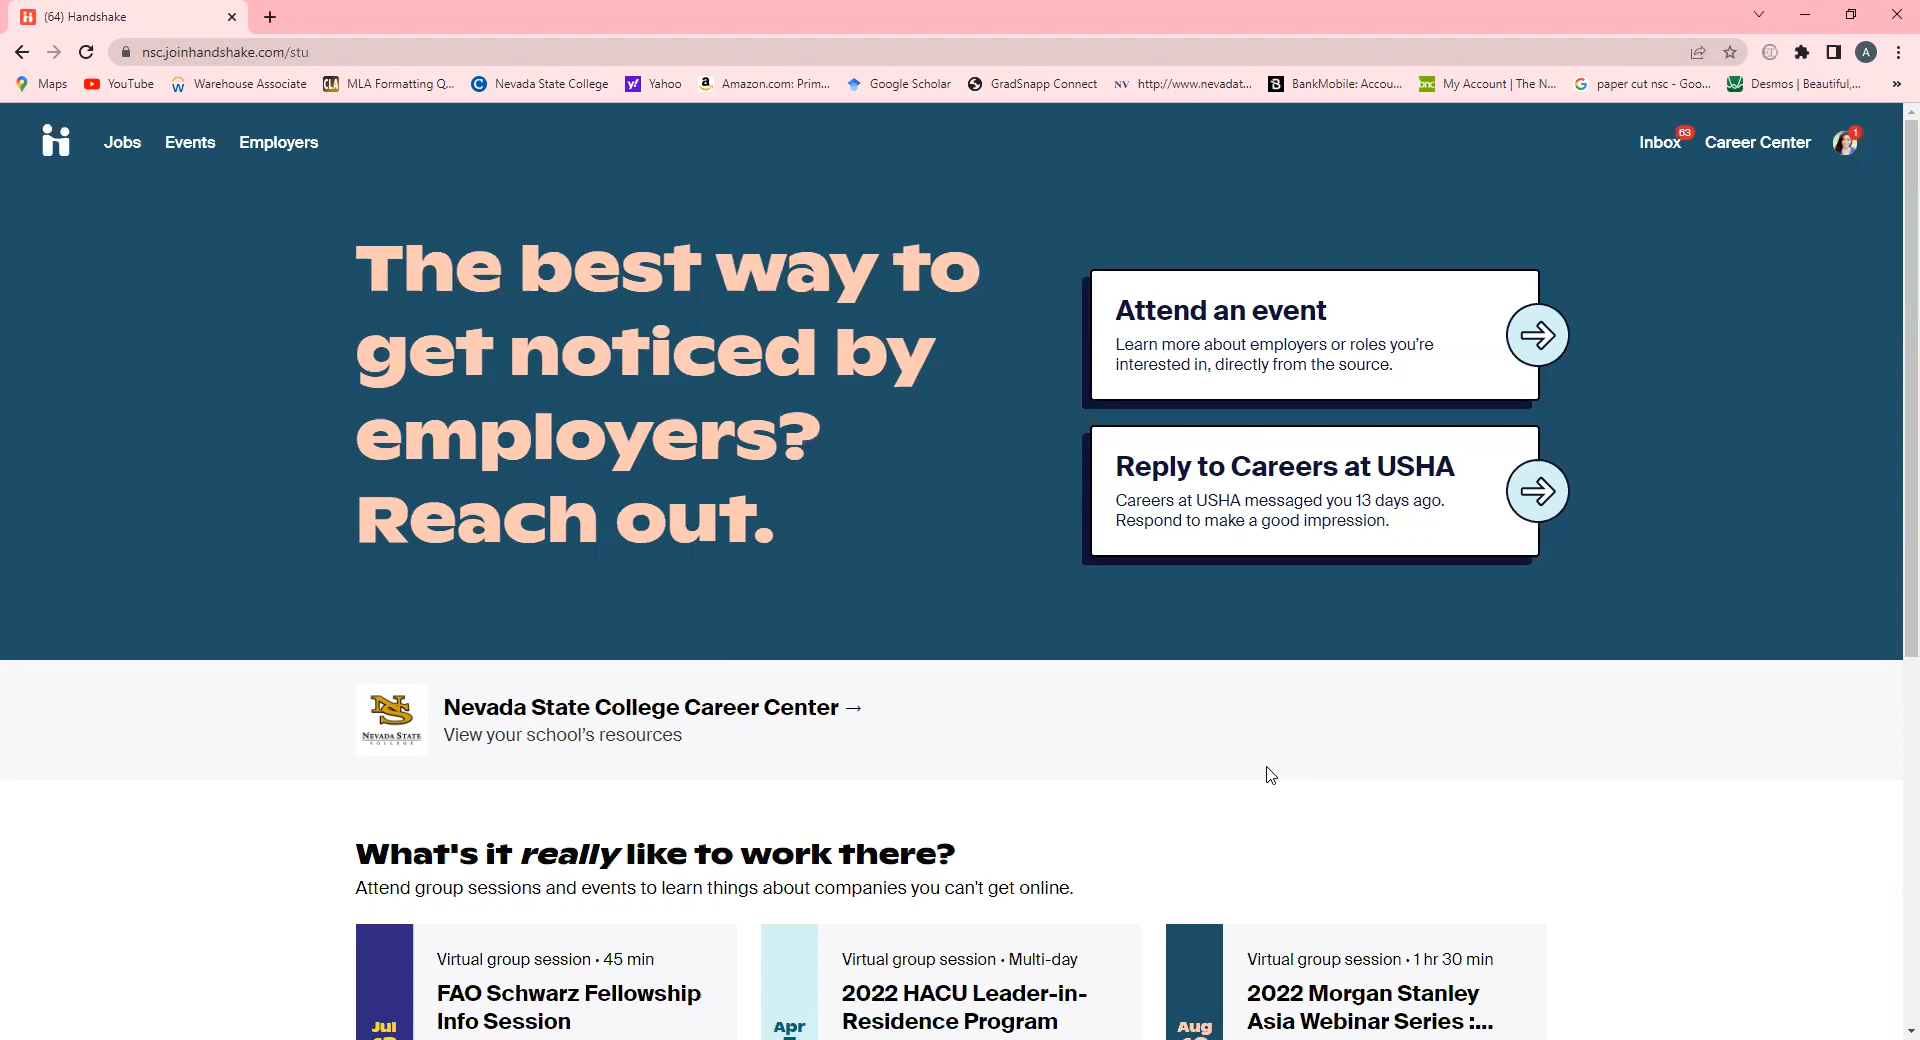 (64) Handshake
nsc.joinhandshake.com/stu
A
Maps YouTube Warehouse Associate MLA Formatting Q... Nevada State College Yahoo Amazon.com: Prim... Google Scholar GradSnapp Connect http://www.nevadat... BankMobile: Accou... My Account | The N... paper cut nsc - Goo... Desmos | Beautiful,... »
Jobs Events Employers Inbox 63 Career Center 1
The best way to
get noticed by
employers?
Reach out.
Attend an event
Learn more about employers or roles you're
interested in, directly from the source.
Reply to Careers at USHA
Careers at USHA messaged you 13 days ago.
Respond to make a good impression.
NS
NEVADA STATE
COLLEGE
Nevada State College Career Center →
View your school's resources
What's it really like to work there?
Attend group sessions and events to learn things about companies you can't get online.
Jul
Virtual group session • 45 min
FAO Schwarz Fellowship
Info Session
Apr
Virtual group session • Multi-day
2022 HACU Leader-in-
Residence Program
Aug
Virtual group session • 1 hr 30 min
2022 Morgan Stanley
Asia Webinar Series :...